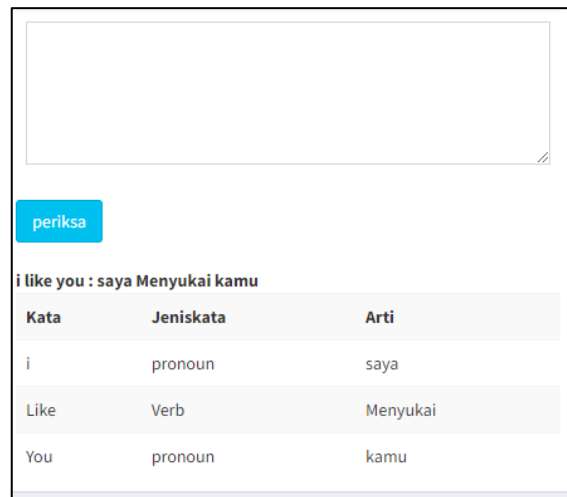 periksa
i like you : saya Menyukai kamu
Kata Jeniskata Arti
i pronoun saya
Like Verb Menyukai
You pronoun kamu